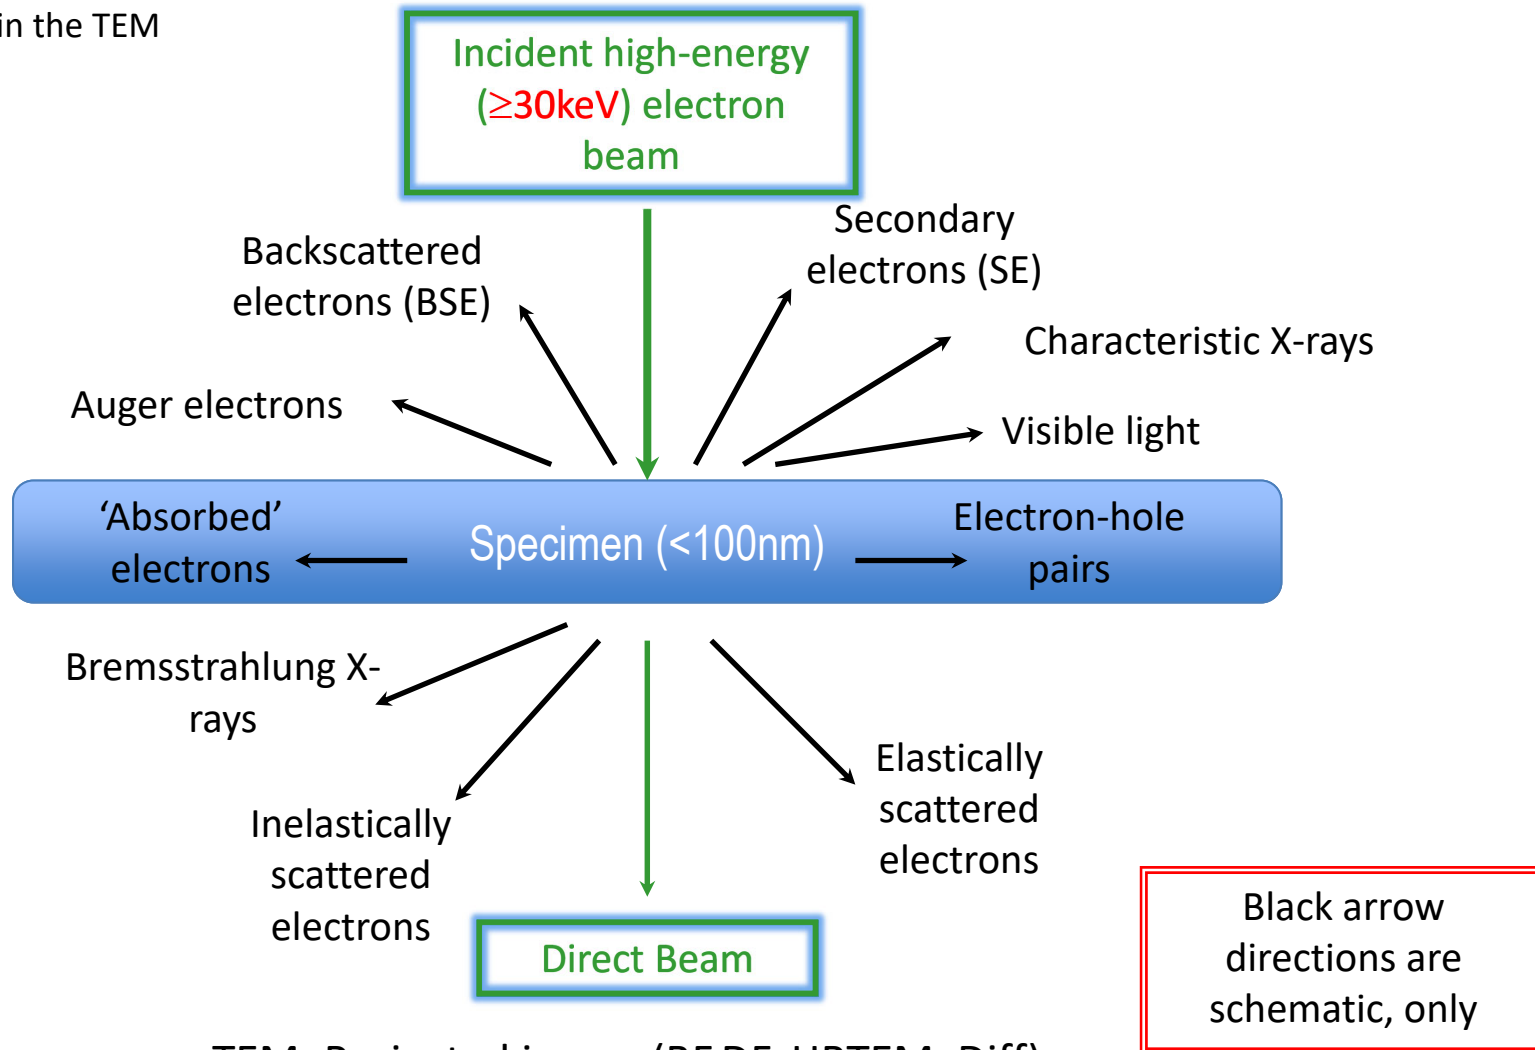 in the TEM
Incident high-energy
(≥30keV) electron
beam
Secondary
electrons (SE)
Backscattered
electrons (BSE)
Characteristic X-rays
Auger electrons
Visible light
‘Absorbed’
electrons
Specimen (<100nm)
Electron-hole
pairs
Bremsstrahlung X-
rays
Elastically
scattered
electrons
Inelastically
scattered
electrons
Direct Beam
Black arrow
directions are
schematic, only